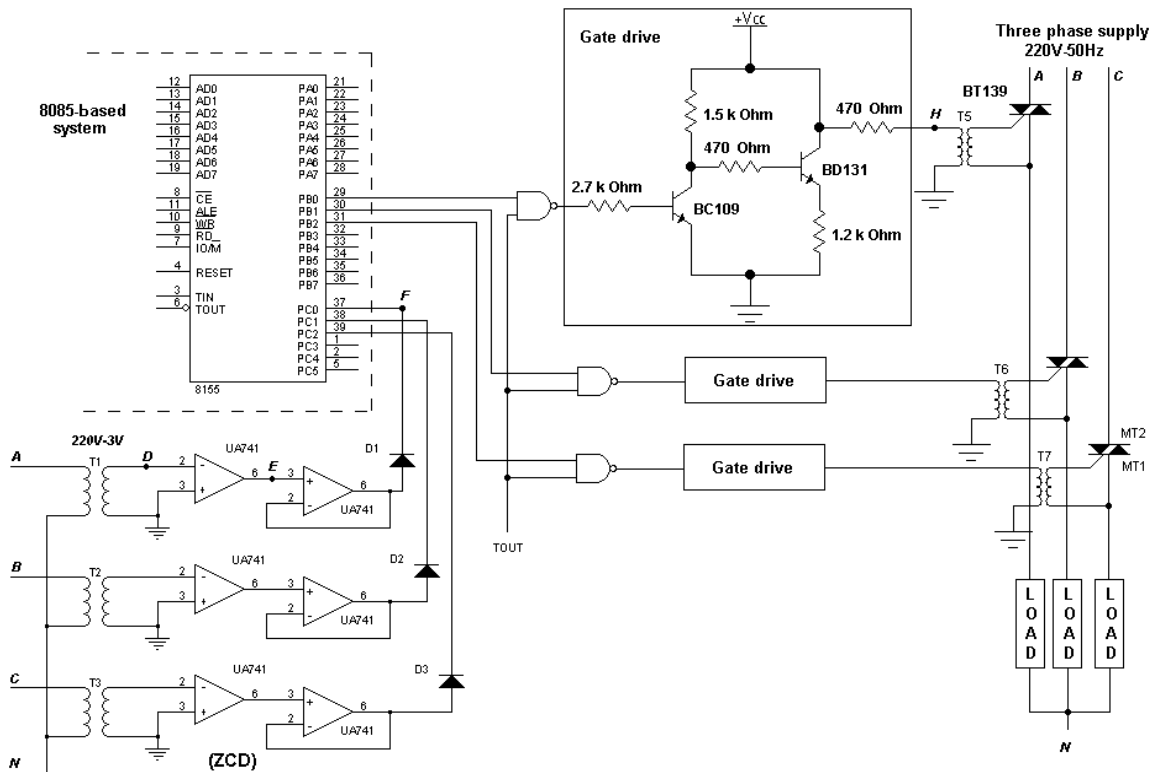 Three phase supply
220V-50Hz
A B C
+Vcc
Gate drive
1.5 k Ohm
470 Ohm
470 Ohm
2.7 k Ohm
BC109
BD131
1.2 k Ohm
H
T5
BT139
8085-based
system
12 AD0
13 AD1
14 AD2
15 AD3
16 AD4
17 AD5
18 AD6
19 AD7
8 CE
11 ALE
10 WR
9 RD
7 IO/M
4 RESET
3 TIN
6 TOUT
PA0 21
PA1 22
PA2 23
PA3 24
PA4 25
PA5 26
PA6 27
PA7 28
PB0 29
PB1 30
PB2 31
PB3 32
PB4 33
PB5 34
PB6 35
PB7 36
PC0 37
PC1 38
PC2 39
PC3 1
PC4 2
PC5 5
8155
F
Gate drive
T6
Gate drive
T7
MT2
MT1
TOUT
220V-3V
A
T1
D
2
-
3
+
UA741
6
E
3
+
2
-
6
UA741
D1
B
T2
2
-
3
+
UA741
6
3
+
2
-
6
UA741
D2
C
T3
2
-
3
+
UA741
6
3
+
2
-
6
UA741
D3
N
(ZCD)
LOAD
LOAD
LOAD
N